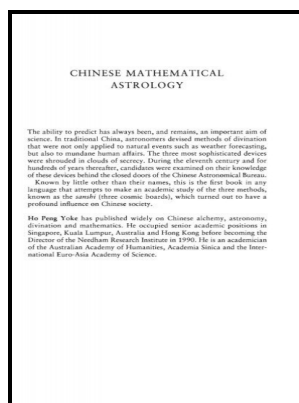 CHINESE MATHEMATICAL
ASTROLOGY
The ability to predict has always been, and remains, an important aim of
science. In traditional China, astronomers devised methods of divination
that were not only applied to natural events such as weather forecasting,
but also to mundane human affairs. The three most sophisticated devices
were shrouded in clouds of secrecy. During the eleventh century and for
hundreds of years thereafter, candidates were examined on their knowledge
of these devices behind the closed doors of the Chinese Astronomical Bureau.
Known by little other than their names, this is the first book in any
language that attempts to make an academic study of the three methods,
known as the sanshi (three cosmic boards), which turned out to have a
profound influence on Chinese society.
Ho Peng Yoke has published widely on Chinese alchemy, astronomy,
divination and mathematics. He occupied senior academic positions in
Singapore, Kuala Lumpur, Australia and Hong Kong before becoming the
Director of the Needham Research Institute in 1990. He is an academician
of the Australian Academy of Humanities, Academia Sinica and the Inter-
national Euro-Asia Academy of Science.